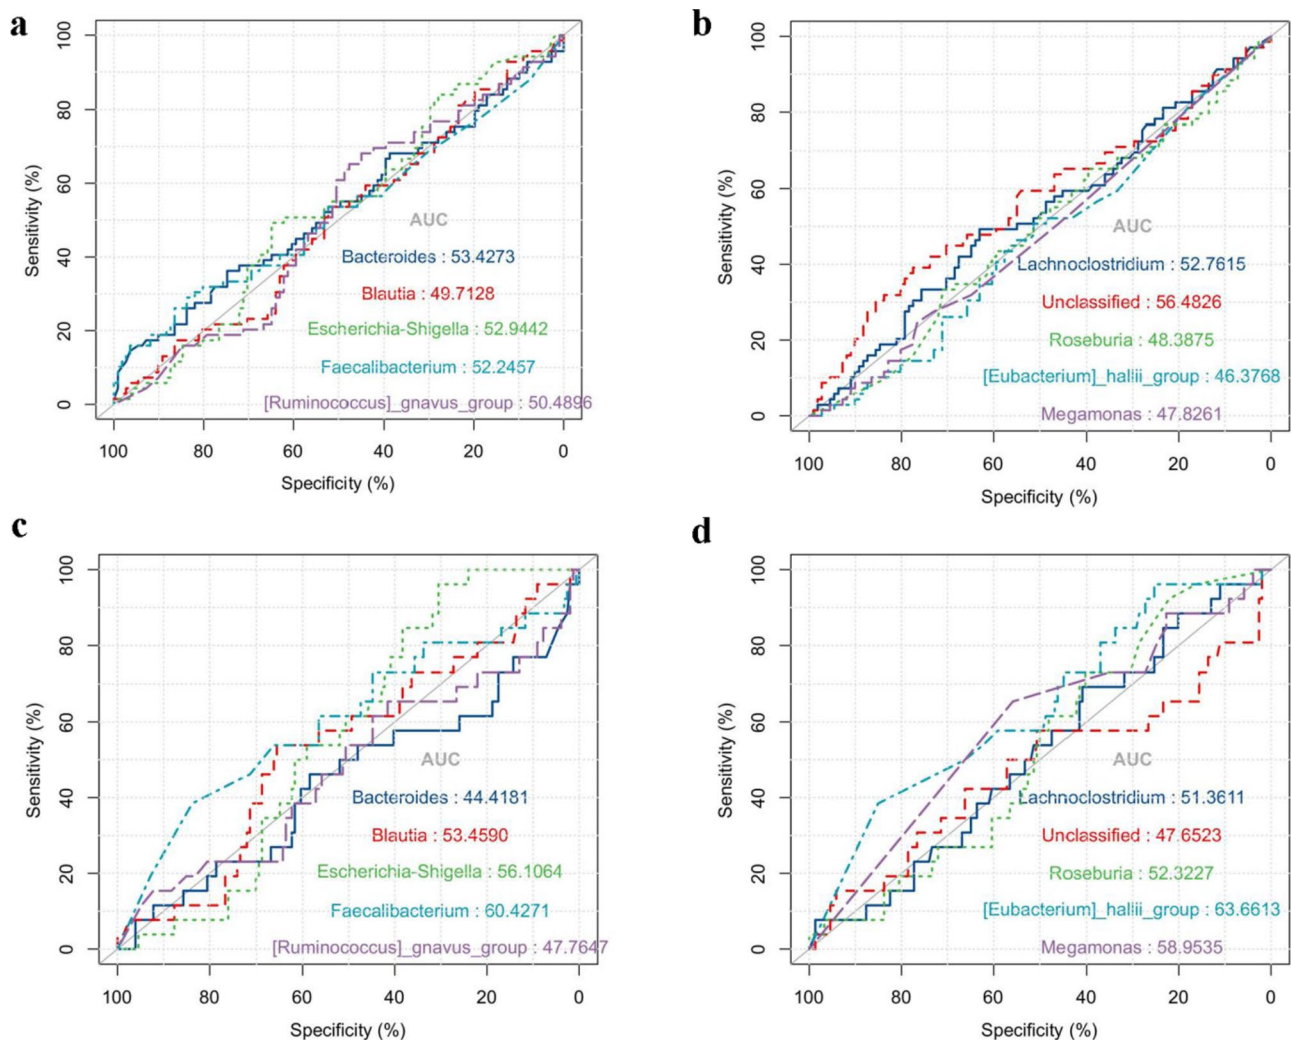 a
100
80
60
40
20
0
Sensitivity (%)
AUC
Bacteroides : 53.4273
Blautia : 49.7128
Escherichia-Shigella : 52.9442
Faecalibacterium : 52.2457
[Ruminococcus]_gnavus_group : 50.4896
100 80 60 40 20 0
Specificity (%)
b
100
80
60
40
20
0
Sensitivity (%)
AUC
Lachnoclostridium : 52.7615
Unclassified : 56.4826
Roseburia : 48.3875
[Eubacterium]_hallii_group : 46.3768
Megamonas : 47.8261
100 80 60 40 20 0
Specificity (%)
c
100
80
60
40
20
0
Sensitivity (%)
AUC
Bacteroides : 44.4181
Blautia : 53.4590
Escherichia-Shigella : 56.1064
Faecalibacterium : 60.4271
[Ruminococcus]_gnavus_group : 47.7647
100 80 60 40 20 0
Specificity (%)
d
100
80
60
40
20
0
Sensitivity (%)
AUC
Lachnoclostridium : 51.3611
Unclassified : 47.6523
Roseburia : 52.3227
[Eubacterium]_hallii_group : 63.6613
Megamonas : 58.9535
100 80 60 40 20 0
Specificity (%)